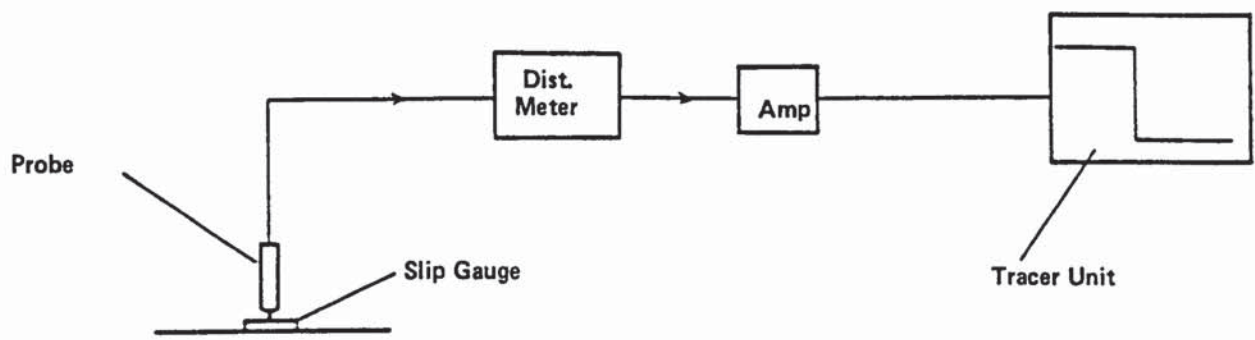 Dist.
Meter
Amp
Probe
Slip Gauge
Tracer Unit